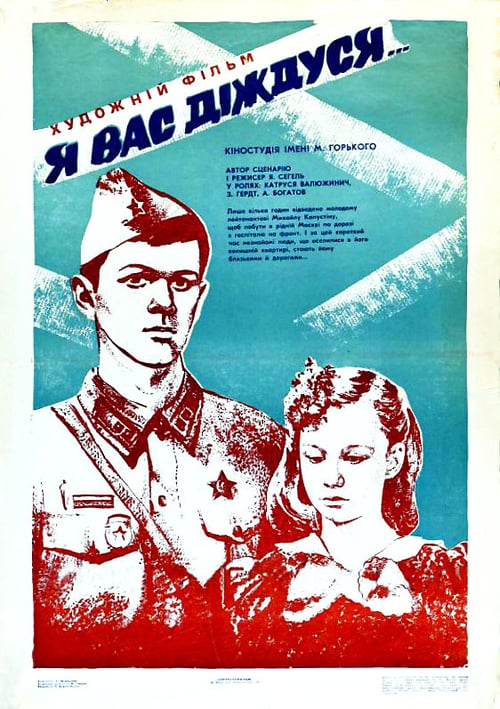 ХУДОЖНІЙ ФІЛЬМ
Я ВАС ДІЖДУСЯ...
КІНОСТУДІЯ ІМЕНІ М. ГОРЬКОГО
АВТОР СЦЕНАРІЮ
І РЕЖИСЕР Я. СЕГЕЛЬ
У РОЛЯХ: КАТРУСЯ ВАЛЮЖИНИЧ,
З. ГЕРДТ, А. БОГАТОВ
Лише кілька годин відведено молодому
лейтенантові Михайлу Капустіну,
щоб побути в рідній Москві по дорозі
з госпіталю на фронт. І за цей короткий
час незнайомі люди, що оселилися в його
колишній квартирі, стають йому
близькими й дорогими...